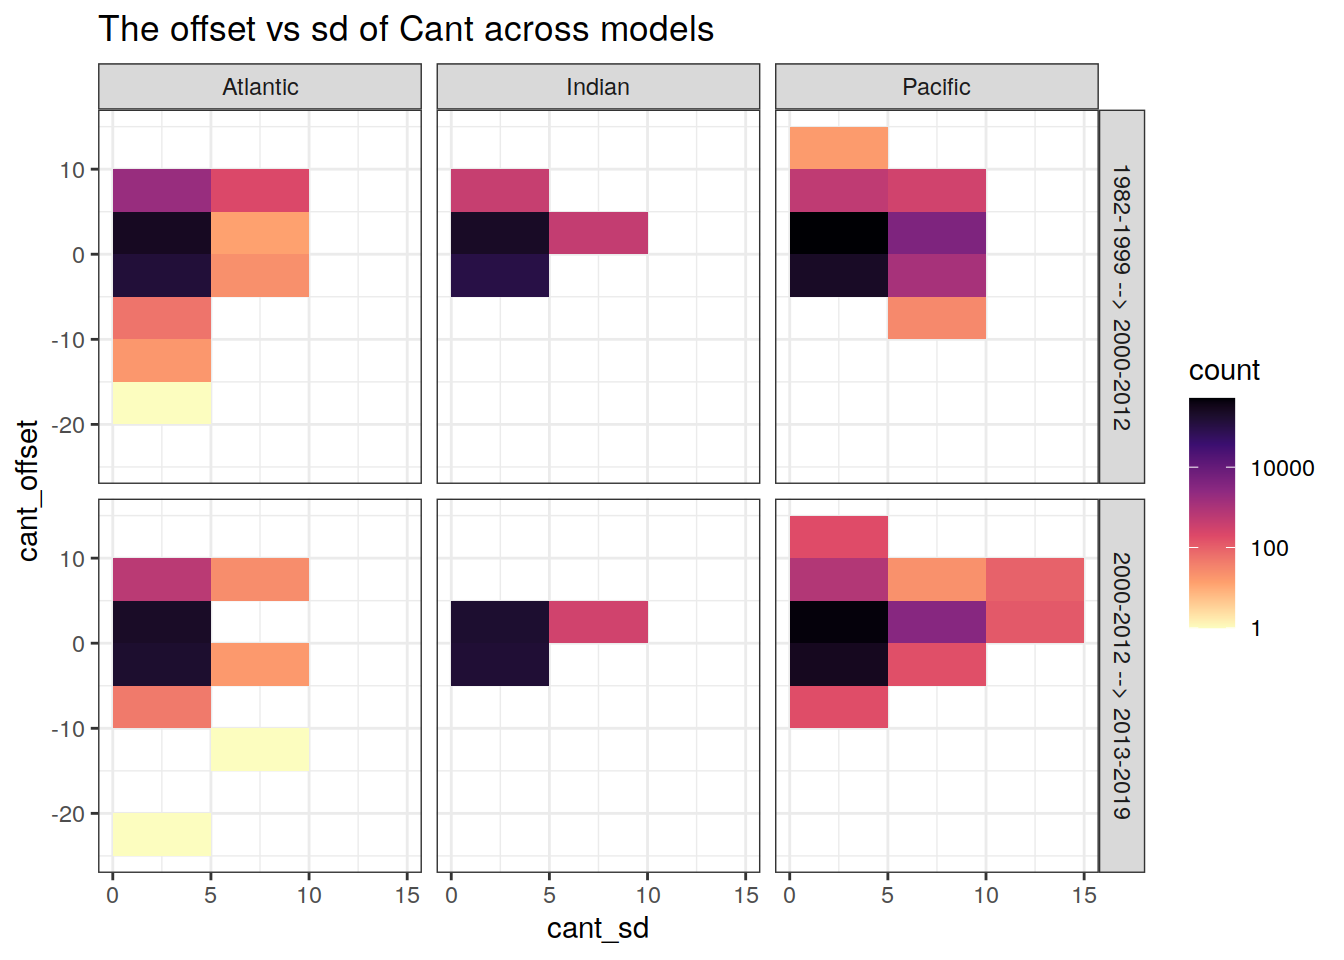 The offset vs sd of Cant across models
Atlantic
Indian
Pacific
10
0
-10
-20
1982-1999 --> 2000-2012
10
0
-10
-20
2000-2012 --> 2013-2019
cant_offset
0
5
10
15
0
5
10
15
0
5
10
15
cant_sd
count
10000
100
1